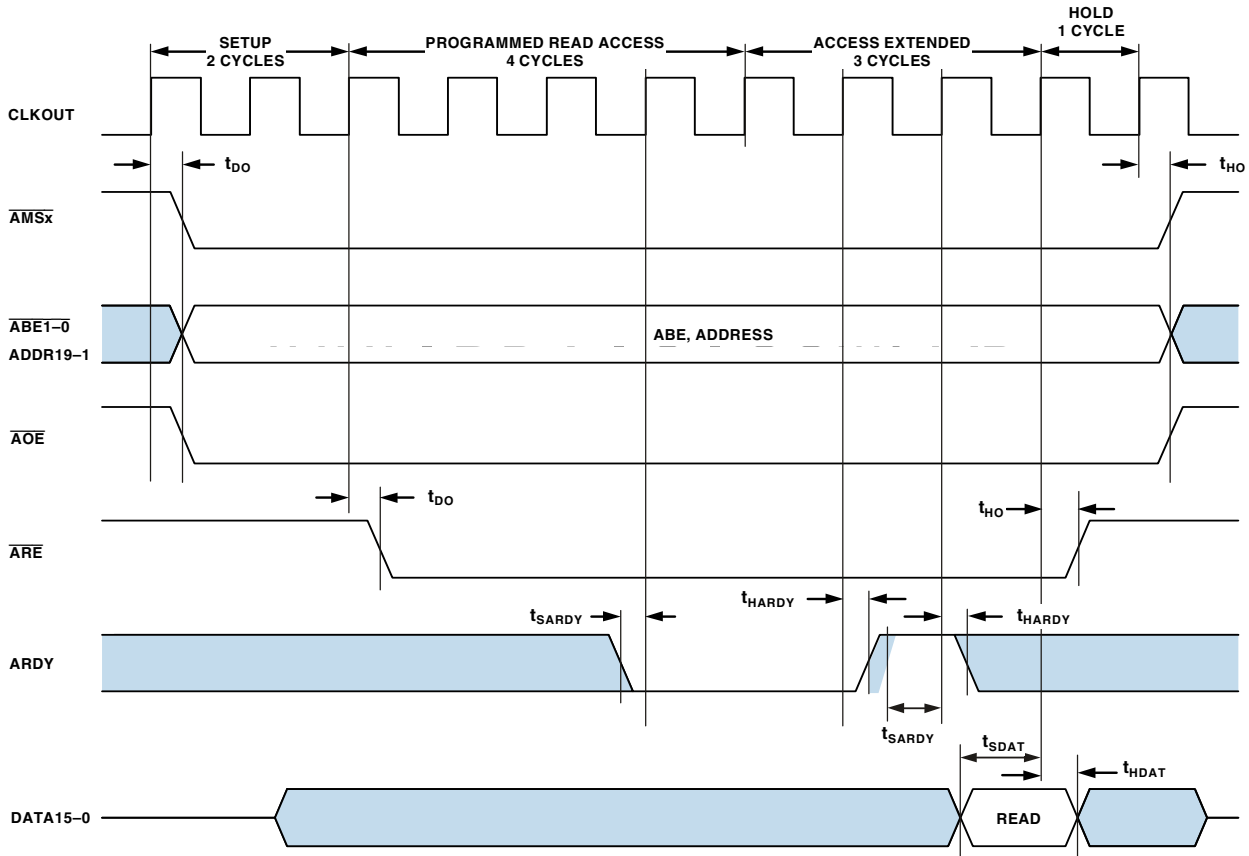 HOLD
1 CYCLE
SETUP
2 CYCLES
PROGRAMMED READ ACCESS
4 CYCLES
ACCESS EXTENDED
3 CYCLES
CLKOUT
tDO
tHO
AMSx
ABE1–0
ADDR19–1
ABE, ADDRESS
AOE
tDO
tHO
ARE
tSARDY
tHARDY
tHARDY
ARDY
tSARDY
tSDAT
tHDAT
DATA15–0
READ